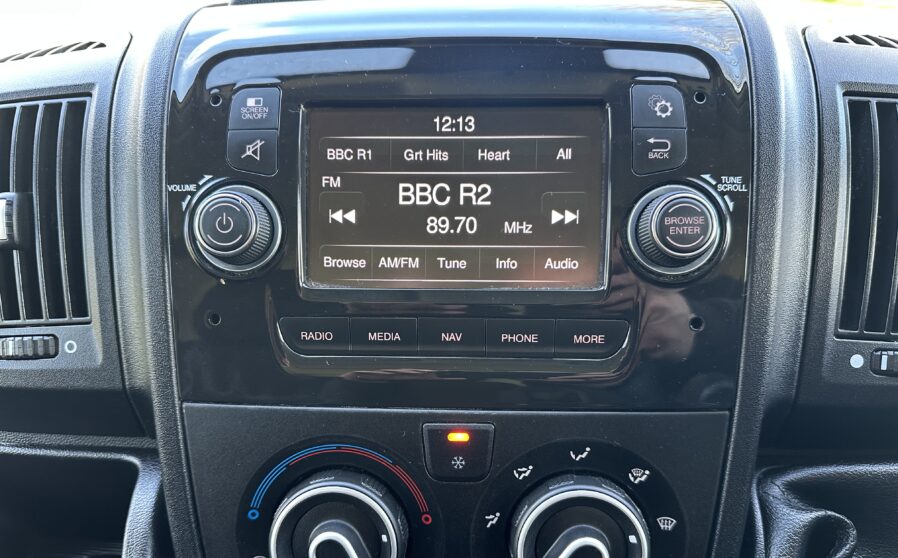 SCREEN
ON/OFF
12:13
BBC R1 Grt Hits Heart All
FM
BBC R2
89.70 MHz
Browse AM/FM Tune Info Audio
BACK
VOLUME
TUNE
SCROLL
BROWSE
ENTER
RADIO MEDIA NAV PHONE MORE